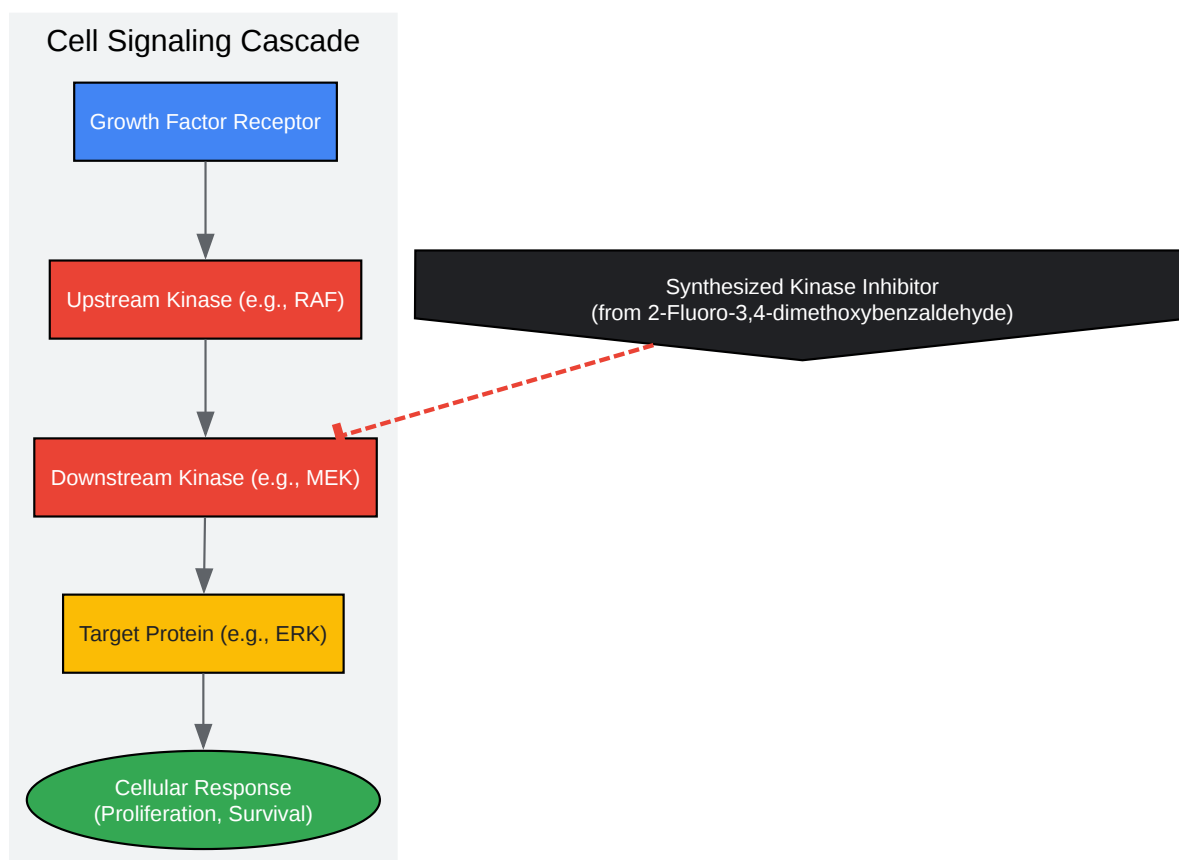 Cell Signaling Cascade
Growth Factor Receptor
Upstream Kinase (e.g., RAF)
Synthesized Kinase Inhibitor
(from 2-Fluoro-3,4-dimethoxybenzaldehyde)
Downstream Kinase (e.g., MEK)
Target Protein (e.g., ERK)
Cellular Response
(Proliferation, Survival)